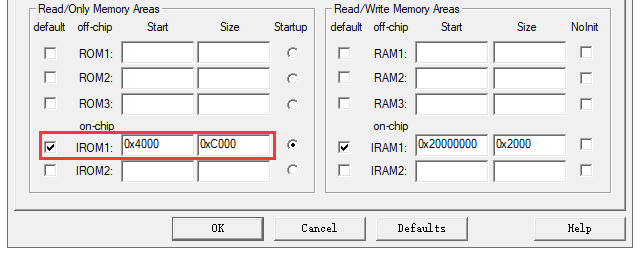 Read/Only Memory Areas
default off-chip Start Size Startup
ROM1:
ROM2:
ROM3:
on-chip
IROM1: 0x4000 0xC000
IROM2:
Read/Write Memory Areas
default off-chip Start Size NoInit
RAM1:
RAM2:
RAM3:
on-chip
IRAM1: 0x20000000 0x2000
IRAM2:
OK Cancel Defaults Help